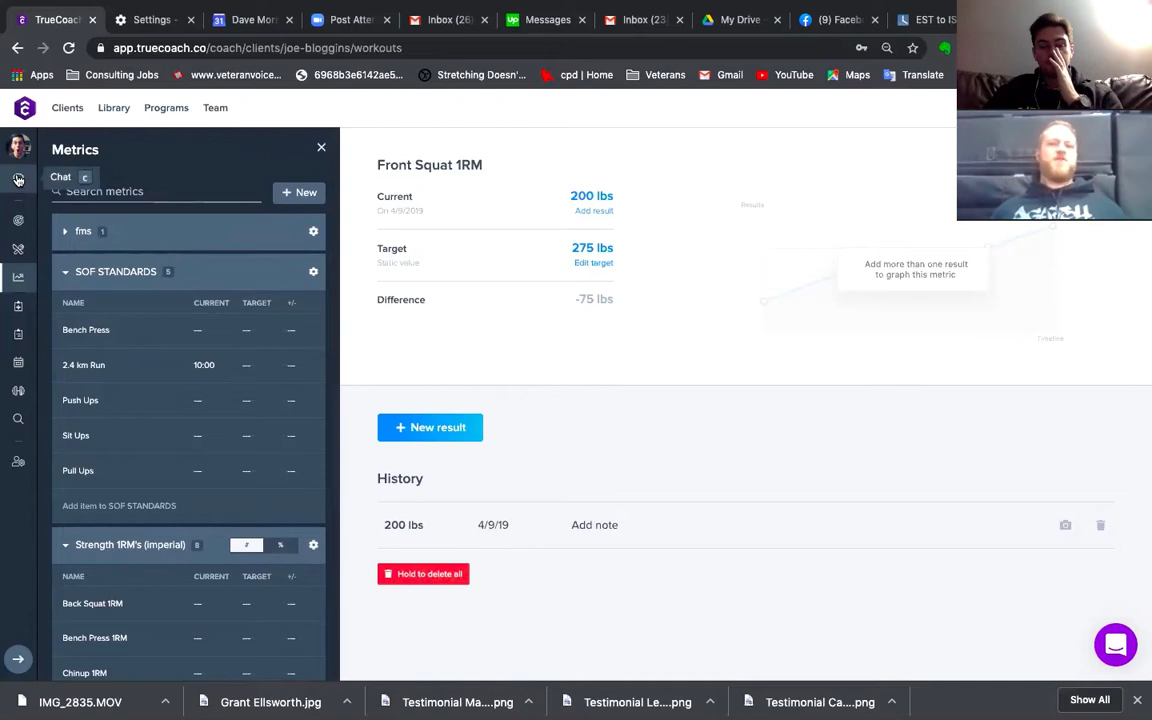 TrueCoach
Settings -
Dave Morr
Post Atter
Inbox (26)
Messages
Inbox (23)
My Drive -
(9) Faceb
EST to IS
app.truecoach.co/coach/clients/joe-bloggins/workouts
Apps
Consulting Jobs
www.veteranvoice...
6968b3e6142ae5...
Stretching Doesn'...
cpd | Home
Veterans
Gmail
YouTube
Maps
Translate
Clients
Library
Programs
Team
Metrics
Chat c
Search metrics
+ New
fms 1
SOF STANDARDS 5
NAME CURRENT TARGET +/-
Bench Press — — —
2.4 km Run 10:00 — —
Push Ups — — —
Sit Ups — — —
Pull Ups — — —
Add item to SOF STANDARDS
Strength 1RM's (imperial) 8 # %
NAME CURRENT TARGET +/-
Back Squat 1RM — — —
Bench Press 1RM — — —
Chinup 1RM — — —
Front Squat 1RM
Current 200 lbs
On 4/9/2019 Add result
Target 275 lbs
Static value Edit target
Difference -75 lbs
Results
Add more than one result
to graph this metric
Timeline
+ New result
History
200 lbs 4/9/19 Add note
Hold to delete all
IMG_2835.MOV
Grant Ellsworth.jpg
Testimonial Ma....png
Testimonial Le....png
Testimonial Ca....png
Show All